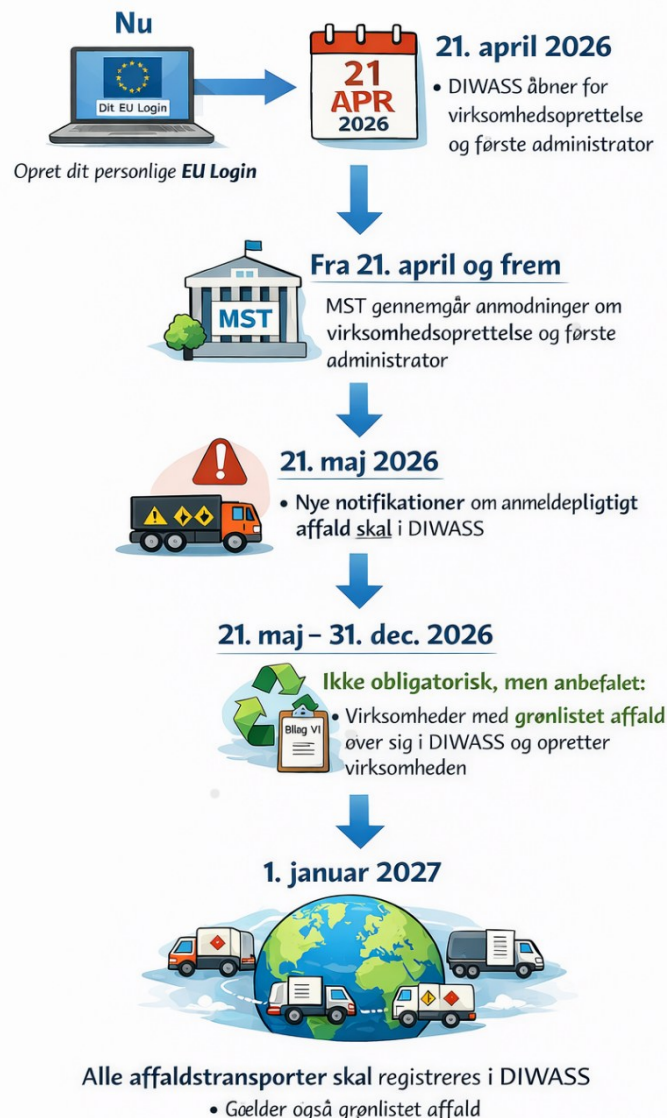 Nu
Dit EU Login
Opret dit personlige EU Login
21
APR
2026
21. april 2026
• DIWASS åbner for
virksomhedsoprettelse
og første administrator
Fra 21. april og frem
MST
MST gennemgår anmodninger om
virksomhedsoprettelse og første
administrator
21. maj 2026
• Nye notifikationer om anmeldepligtigt
affald skal i DIWASS
21. maj – 31. dec. 2026
Ikke obligatorisk, men anbefalet:
Bilag VI
• Virksomheder med grønlistet affald
øver sig i DIWASS og opretter
virksomheden
1. januar 2027
Alle affaldstransporter skal registreres i DIWASS
• Gœlder også grønlistet affald